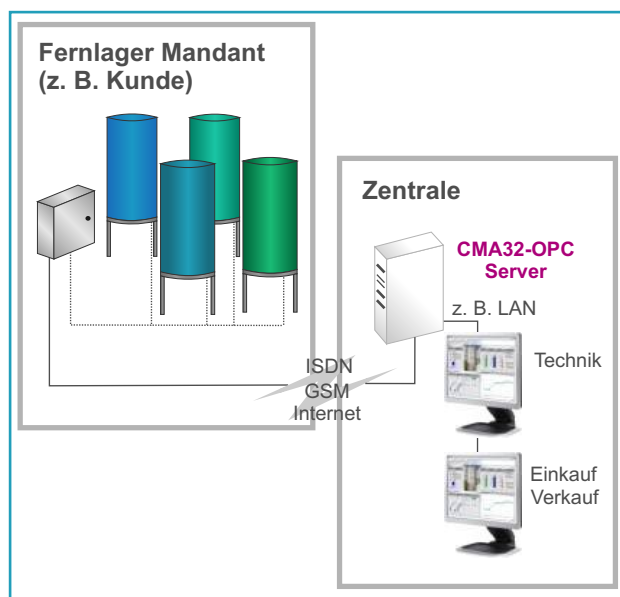 Fernlager Mandant
(z. B. Kunde)
Zentrale
CMA32-OPC
Server
z. B. LAN
Technik
ISDN
GSM
Internet
Einkauf
Verkauf